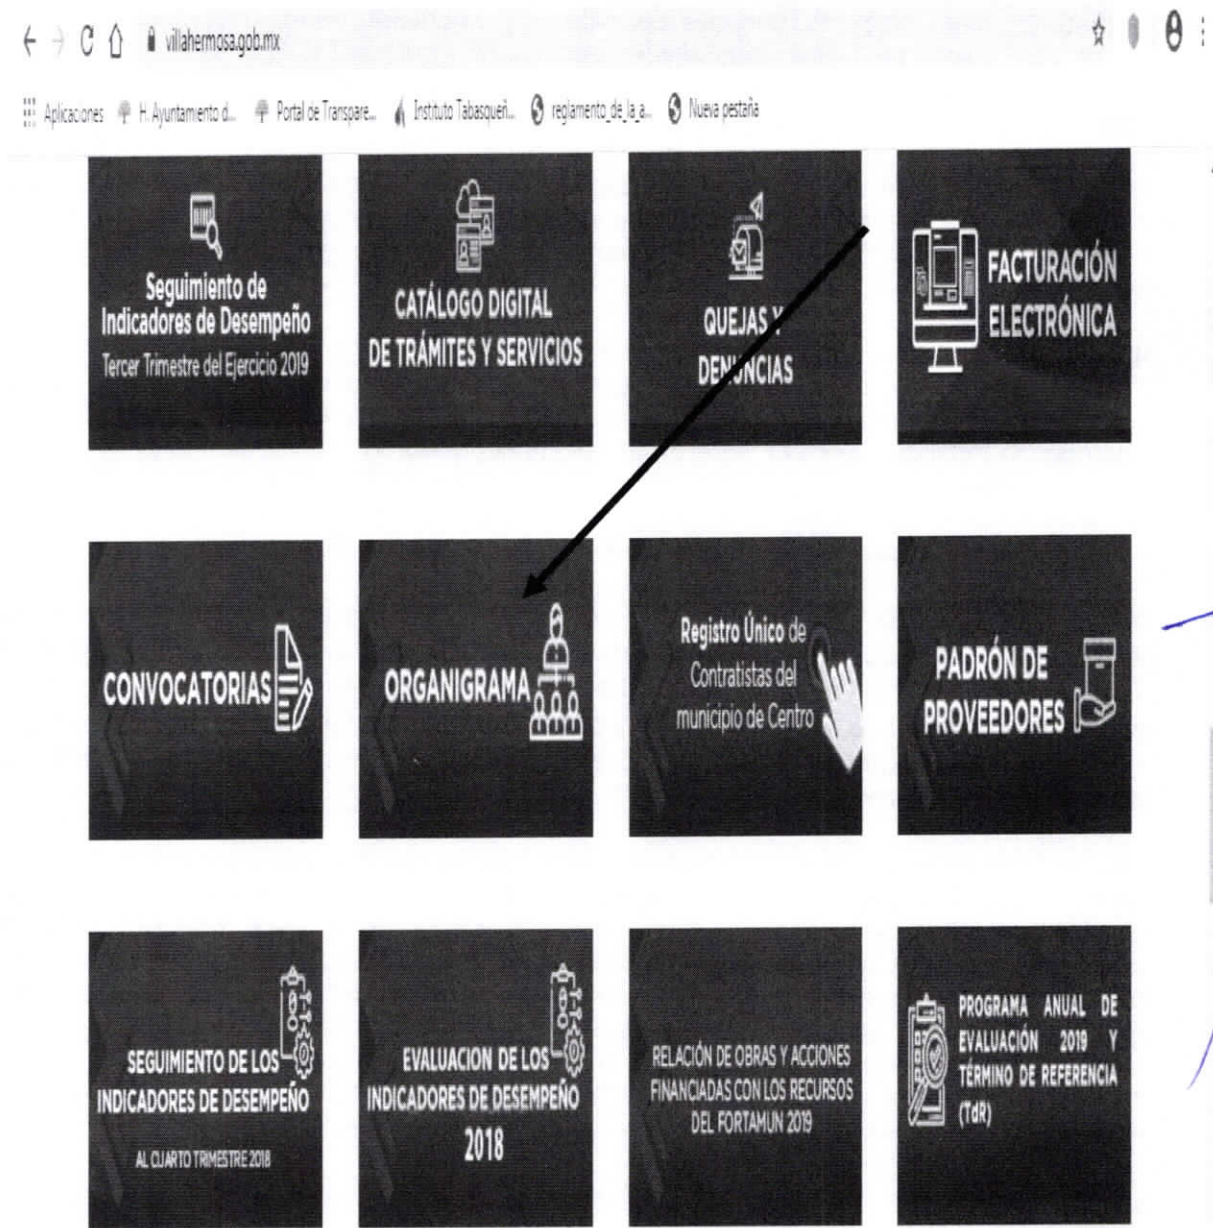 villahermosa.gob.mx
Aplicaciones H. Ayuntamiento d... Portal de Transpare... Instituto Tabasqueñ... reglamento_de_la_a... Nueva pestaña
Seguimiento de
Indicadores de Desempeño
Tercer Trimestre del Ejercicio 2019
CATÁLOGO DIGITAL
DE TRÁMITES Y SERVICIOS
QUEJAS Y
DENUNCIAS
FACTURACIÓN
ELECTRÓNICA
CONVOCATORIAS
ORGANIGRAMA
Registro Único de
Contratistas del
municipio de Centro
PADRÓN DE
PROVEEDORES
SEGUIMIENTO DE LOS
INDICADORES DE DESEMPEÑO
AL CUARTO TRIMESTRE 2018
EVALUACION DE LOS
INDICADORES DE DESEMPEÑO
2018
RELACIÓN DE OBRAS Y ACCIONES
FINANCIADAS CON LOS RECURSOS
DEL FORTAMUN 2019
PROGRAMA ANUAL DE
EVALUACIÓN 2019 Y
TÉRMINO DE REFERENCIA
(TdR)